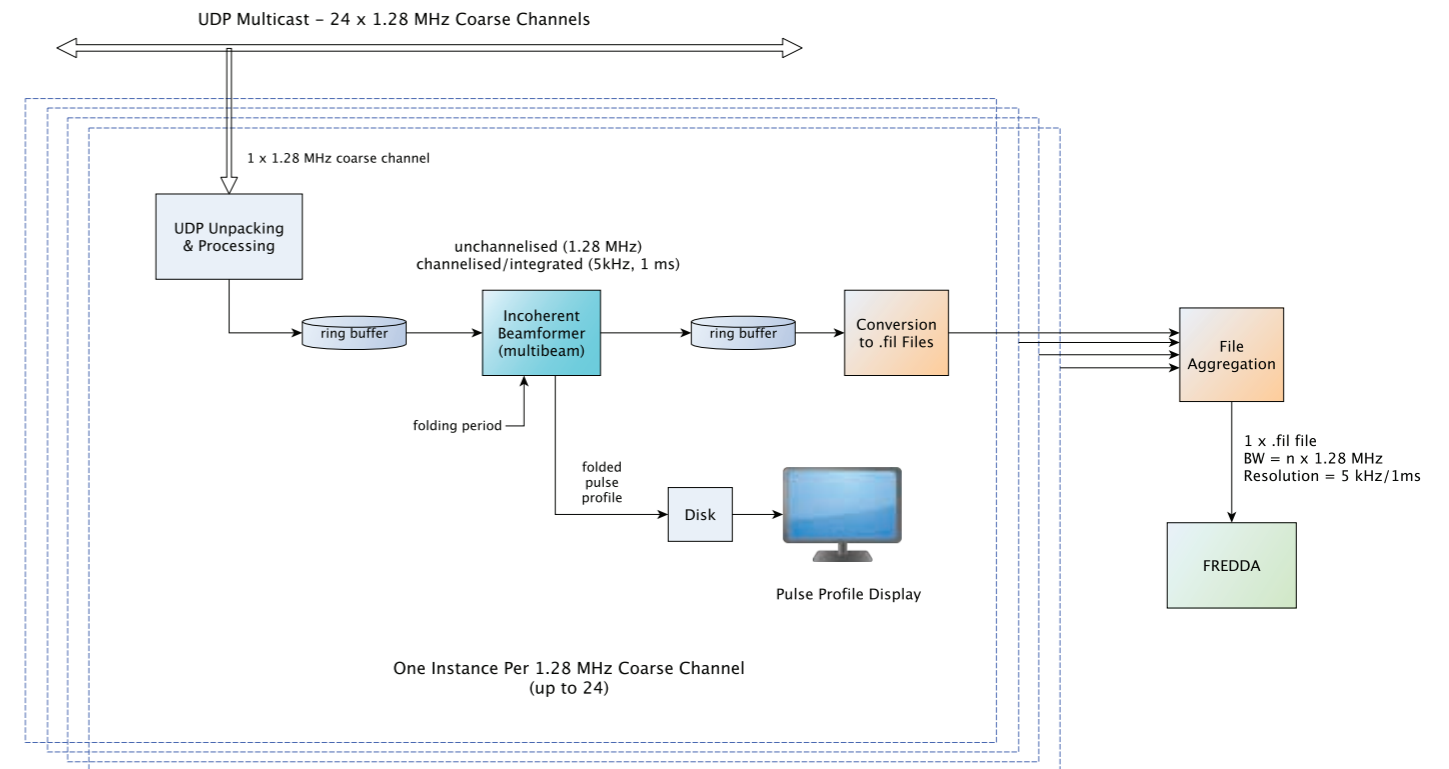 UDP Multicast – 24 x 1.28 MHz Coarse Channels
1 x 1.28 MHz coarse channel
UDP Unpacking
& Processing
unchannelised (1.28 MHz)
channelised/integrated (5kHz, 1 ms)
ring buffer
Incoherent
Beamformer
(multibeam)
ring buffer
Conversion
to .fil Files
File
Aggregation
folding period
1 x .fil file
BW = n x 1.28 MHz
Resolution = 5 kHz/1ms
folded
pulse
profile
Disk
FREDDA
Pulse Profile Display
One Instance Per 1.28 MHz Coarse Channel
(up to 24)